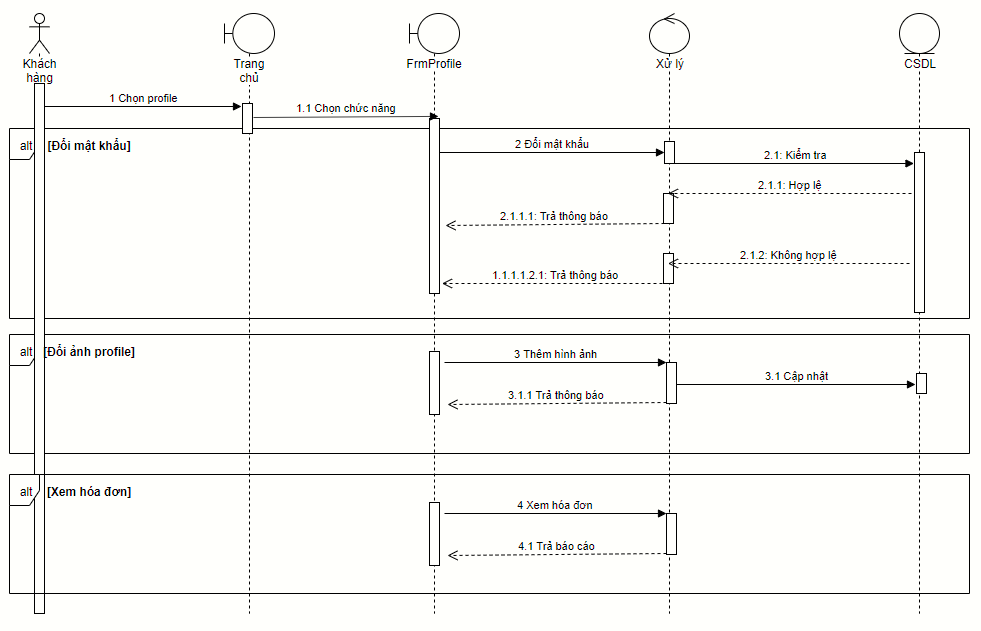 Khách
hàng
Trang
chủ
FrmProfile
Xử lý
CSDL
1 Chọn profile
1.1 Chọn chức năng
alt
[Đổi mật khẩu]
2 Đổi mật khẩu
2.1: Kiểm tra
2.1.1: Hợp lệ
2.1.1.1: Trả thông báo
2.1.2: Không hợp lệ
1.1.1.1.2.1: Trả thông báo
alt
[Đổi ảnh profile]
3 Thêm hình ảnh
3.1 Cập nhật
3.1.1 Trả thông báo
alt
[Xem hóa đơn]
4 Xem hóa đơn
4.1 Trả báo cáo